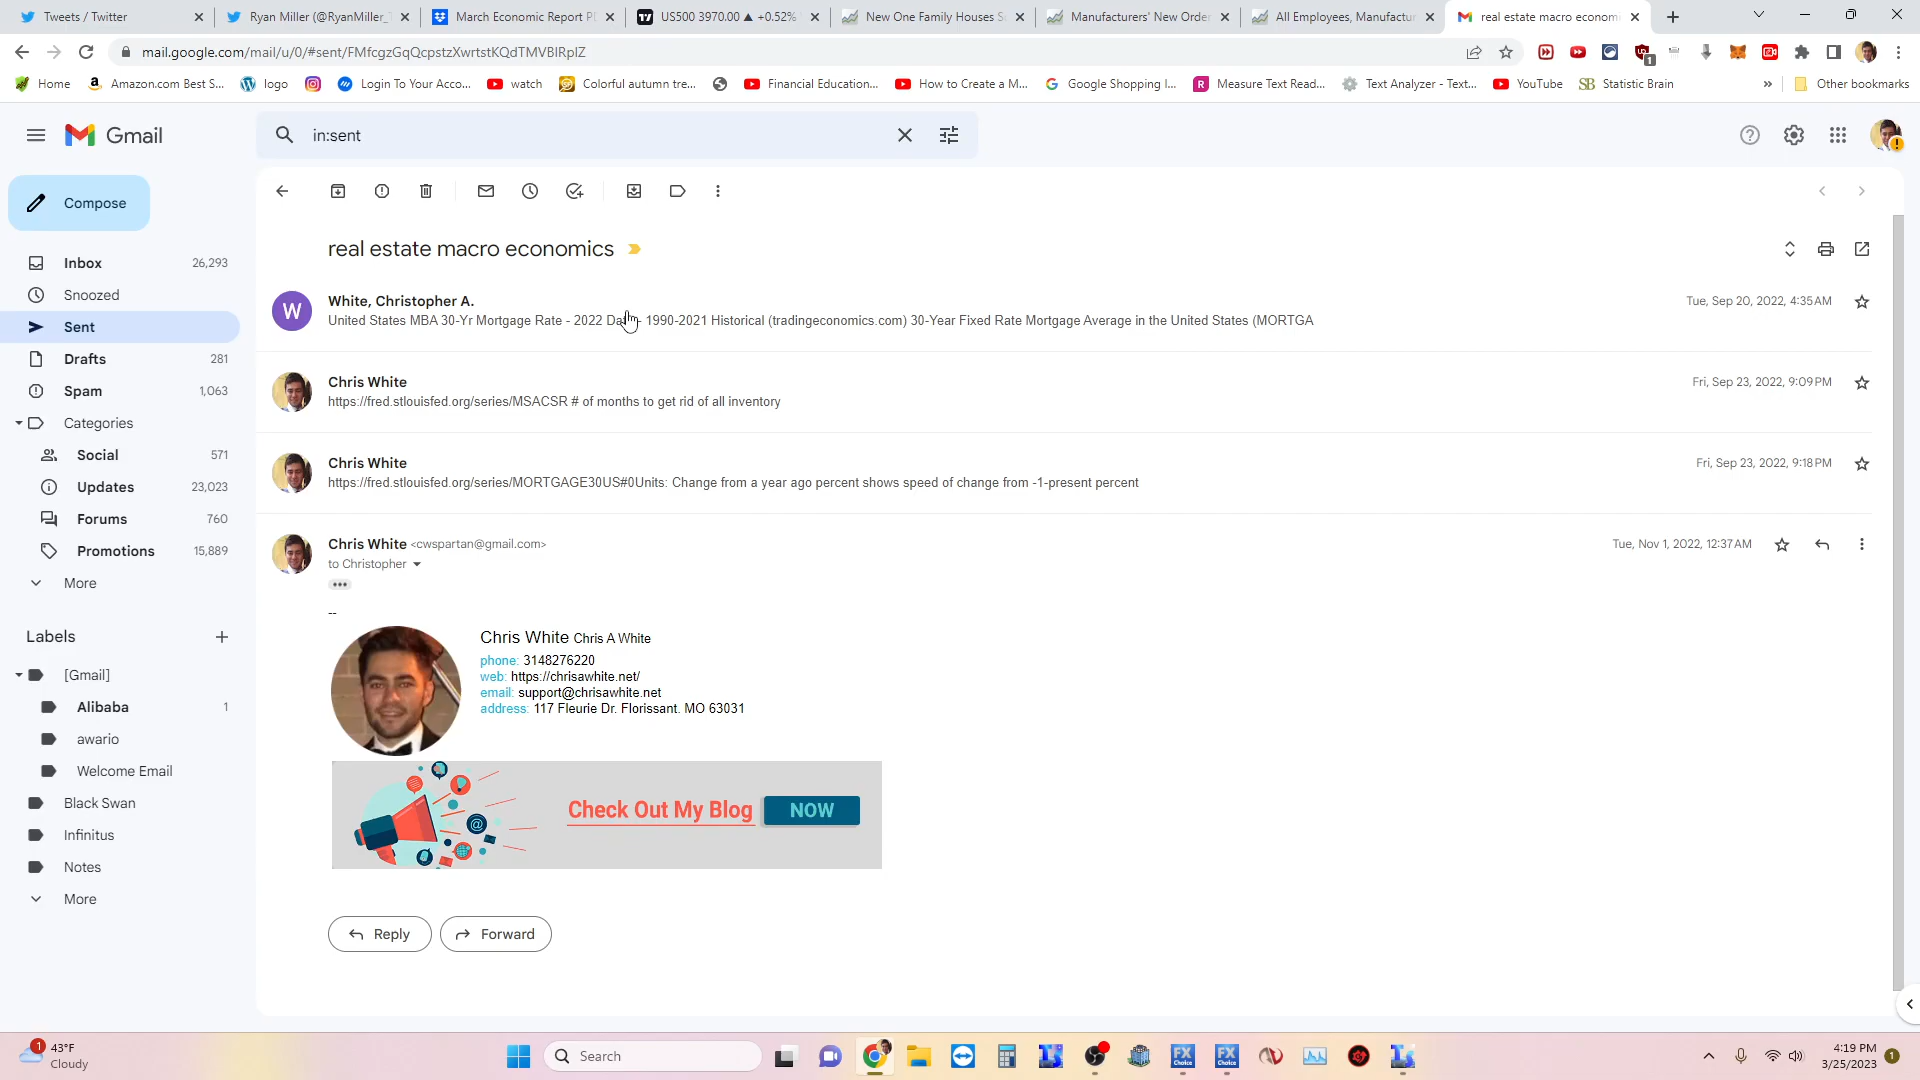 Tweets / Twitter
Ryan Miller (@RyanMiller_
March Economic Report P
US500 3970.00 ▲ +0.52%
New One Family Houses S
Manufacturers' New Order
All Employees, Manufactur
real estate macro econom
mail.google.com/mail/u/0/#sent/FMfcgzGqQcpstzXwrtstKQdTMVBlRplZ
Home
Amazon.com Best S...
logo
Login To Your Acco...
watch
Colorful autumn tre...
Financial Education...
How to Create a M...
Google Shopping I...
Measure Text Read...
Text Analyzer - Text...
YouTube
Statistic Brain
Other bookmarks
Gmail
in:sent
Compose
Inbox 26,293
Snoozed
Sent
Drafts 281
Spam 1,063
Categories
Social 571
Updates 23,023
Forums 760
Promotions 15,889
More
Labels
[Gmail]
Alibaba 1
awario
Welcome Email
Black Swan
Infinitus
Notes
More
real estate macro economics
White, Christopher A. Tue, Sep 20, 2022, 4:35 AM
United States MBA 30-Yr Mortgage Rate - 2022 Da - 1990-2021 Historical (tradingeconomics.com) 30-Year Fixed Rate Mortgage Average in the United States (MORTGA
Chris White Fri, Sep 23, 2022, 9:09 PM
https://fred.stlouisfed.org/series/MSACSR # of months to get rid of all inventory
Chris White Fri, Sep 23, 2022, 9:18 PM
https://fred.stlouisfed.org/series/MORTGAGE30US#0Units: Change from a year ago percent shows speed of change from -1-present percent
Chris White <cwspartan@gmail.com> Tue, Nov 1, 2022, 12:37 AM
to Christopher
--
Chris White Chris A White
phone: 3148276220
web: https://chrisawhite.net/
email: support@chrisawhite.net
address: 117 Fleurie Dr. Florissant. MO 63031
Check Out My Blog NOW
Reply
Forward
1
43°F
Cloudy
Search
FX
Choice
FX
Choice
4:19 PM
3/25/2023
1